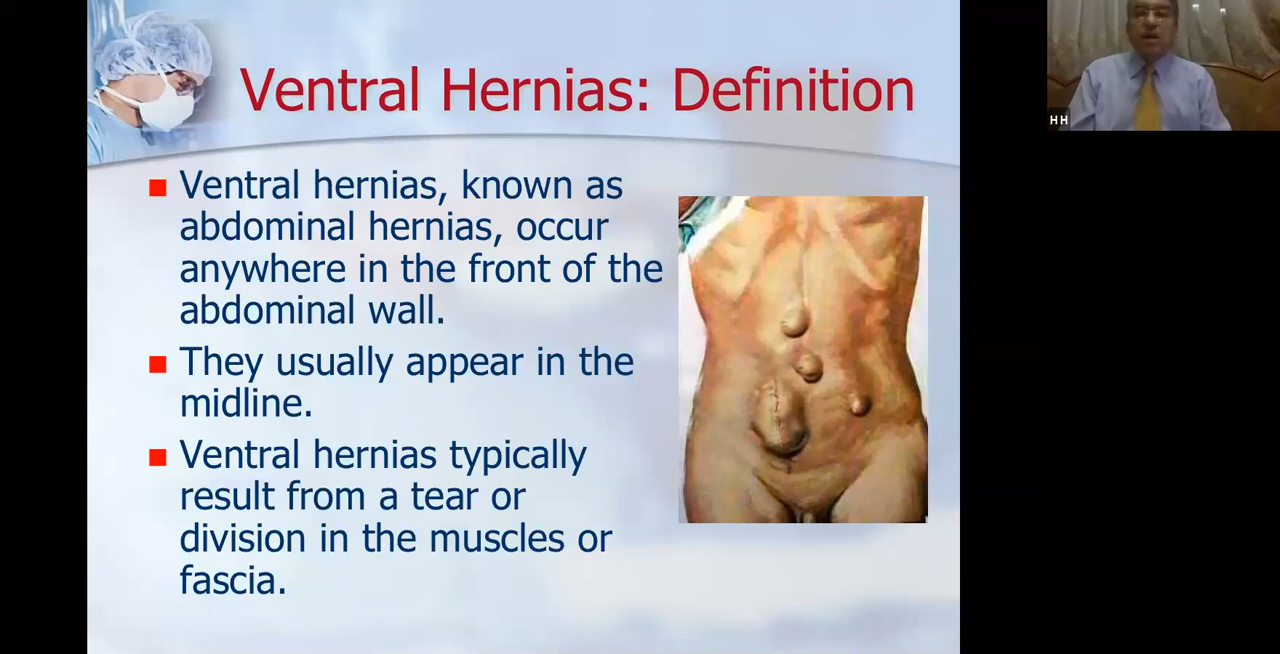 Ventral Hernias: Definition
Ventral hernias, known as
abdominal hernias, occur
anywhere in the front of the
abdominal wall.
They usually appear in the
midline.
Ventral hernias typically
result from a tear or
division in the muscles or
fascia.
HH